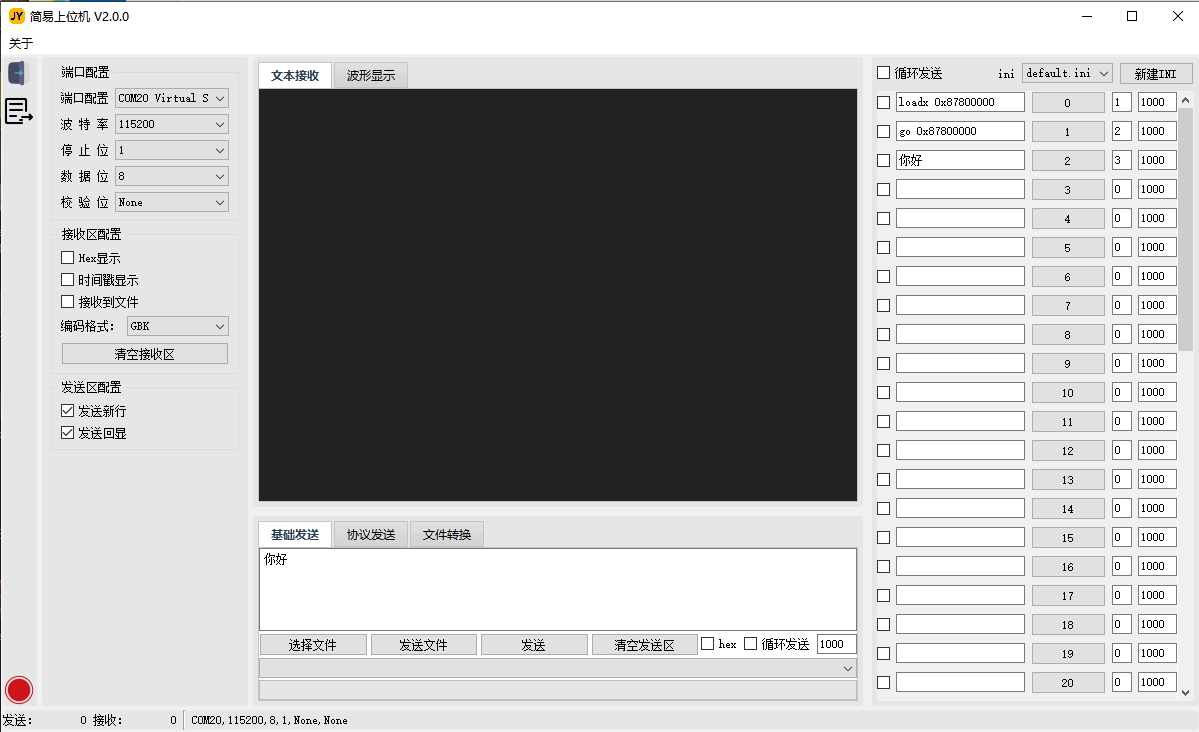 JY 简易上位机 V2.0.0
关于
端口配置
端口配置 COM20 Virtual S
波 特 率 115200
停 止 位 1
数 据 位 8
校 验 位 None
接收区配置
Hex显示
时间戳显示
接收到文件
编码格式： GBK
清空接收区
发送区配置
发送新行
发送回显
文本接收 波形显示
基础发送 协议发送 文件转换
你好
选择文件 发送文件 发送 清空发送区 hex 循环发送 1000
循环发送 ini default.ini 新建INI
loadx 0x87800000 0 1 1000
go 0x87800000 1 2 1000
你好 2 3 1000
3 0 1000
4 0 1000
5 0 1000
6 0 1000
7 0 1000
8 0 1000
9 0 1000
10 0 1000
11 0 1000
12 0 1000
13 0 1000
14 0 1000
15 0 1000
16 0 1000
17 0 1000
18 0 1000
19 0 1000
20 0 1000
发送： 0 接收： 0 COM20,115200,8,1,None,None